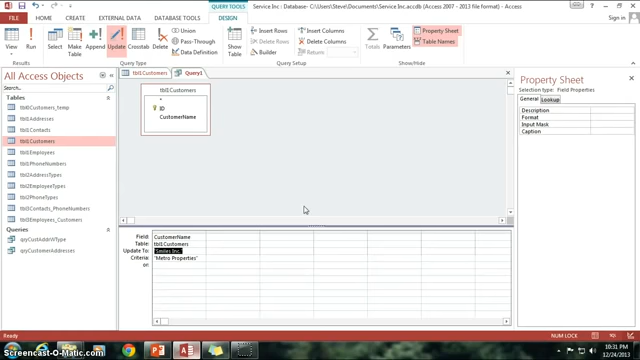 QUERY TOOLS
Service Inc : Database- C:\Users\Steve\Documents\Service Inc.accdb (Access 2007 - 2013 file format) - Access
FILE HOME CREATE EXTERNAL DATA DATABASE TOOLS DESIGN Sign in
View Run Select Make Table Append Update Crosstab Delete
Union
Pass-Through
Data Definition
Show Table
Insert Rows
Delete Rows
Builder
Insert Columns
Delete Columns
Totals Parameters
Property Sheet
Table Names
Results Query Type Query Setup Show/Hide
All Access Objects
Search...
Tables
tbl1Customers_temp
tbl1Addresses
tbl1Contacts
tbl1Customers
tbl1Employees
tbl1PhoneNumbers
tbl2AddressTypes
tbl2EmployeeTypes
tbl2PhoneTypes
tbl3Contacts_PhoneNumbers
tbl3Employees_Customers
Queries
qryCustAddrWType
qryCustomerAddresses
tbl1Customers Query1
tbl1Customers
*
ID
CustomerName
Field: CustomerName
Table: tbl1Customers
Update To: "Smiles Inc."
Criteria: "Metro Properties"
or:
Property Sheet
Selection type: Field Properties
General Lookup
Description
Format
Input Mask
Caption
Ready
NUM LOCK
Screencast-O-Matic.com
10:31 PM
12/24/2013